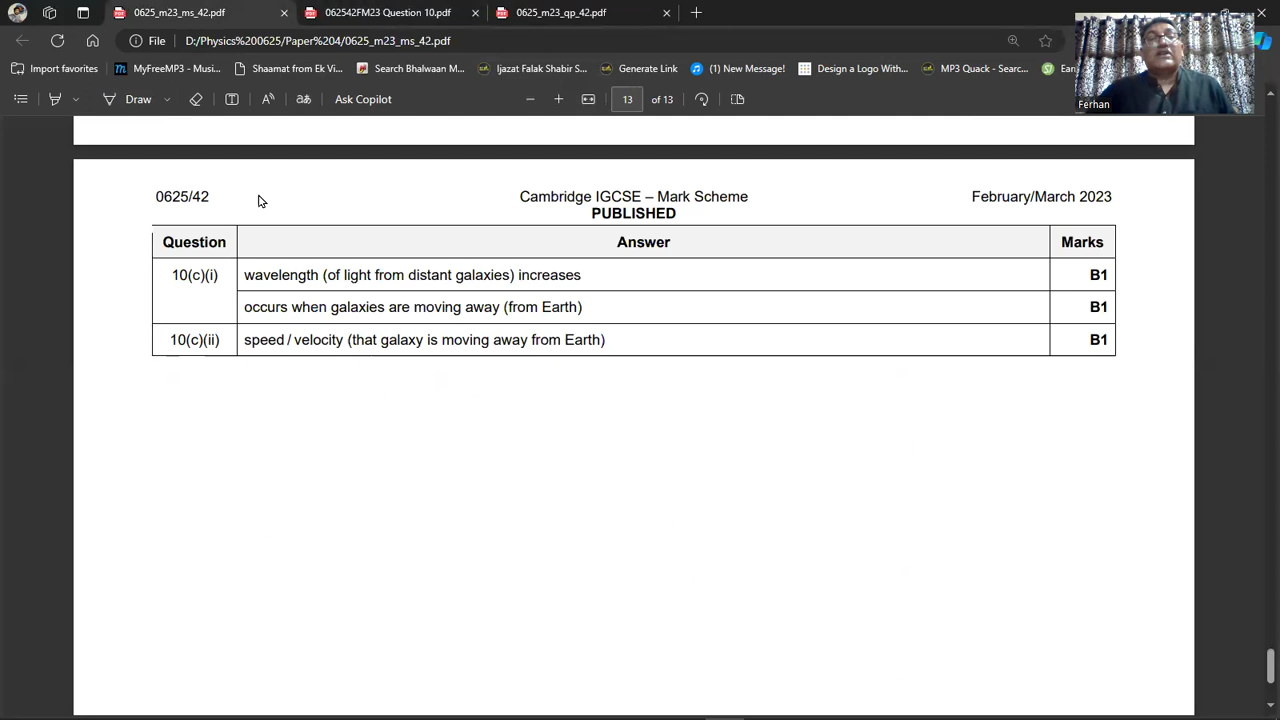 0625_m23_ms_42.pdf
062542FM23 Question 10.pdf
0625_m23_qp_42.pdf
File D:/Physics%200625/Paper%204/0625_m23_ms_42.pdf
Import favorites MyFreeMP3 - Musi... Shaamat from Ek Vi... Search Bhalwaan M... Ijazat Falak Shabir S... Generate Link (1) New Message! Design a Logo With... MP3 Quack - Searc... Earn
Draw Ask Copilot 13 of 13
Ferhan
0625/42 Cambridge IGCSE – Mark Scheme February/March 2023
PUBLISHED
Question Answer Marks
10(c)(i) wavelength (of light from distant galaxies) increases B1
occurs when galaxies are moving away (from Earth) B1
10(c)(ii) speed / velocity (that galaxy is moving away from Earth) B1